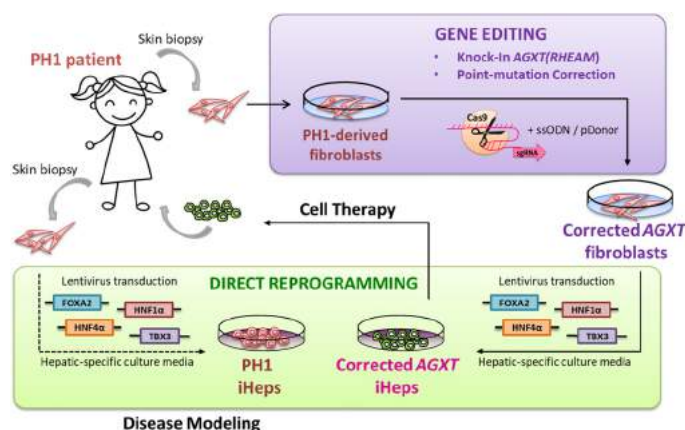 Skin biopsy
PH1 patient
GENE EDITING
• Knock-In AGXT(RHEAM)
• Point-mutation Correction
PH1-derived
fibroblasts
Cas9
+ ssODN / pDonor
sgRNA
Skin biopsy
Cell Therapy
Corrected AGXT
fibroblasts
DIRECT REPROGRAMMING
Lentivirus transduction
FOXA2
HNF1α
HNF4α
TBX3
Hepatic-specific culture media
PH1
iHeps
Corrected AGXT
iHeps
Lentivirus transduction
FOXA2
HNF1α
HNF4α
TBX3
Hepatic-specific culture media
Disease Modeling